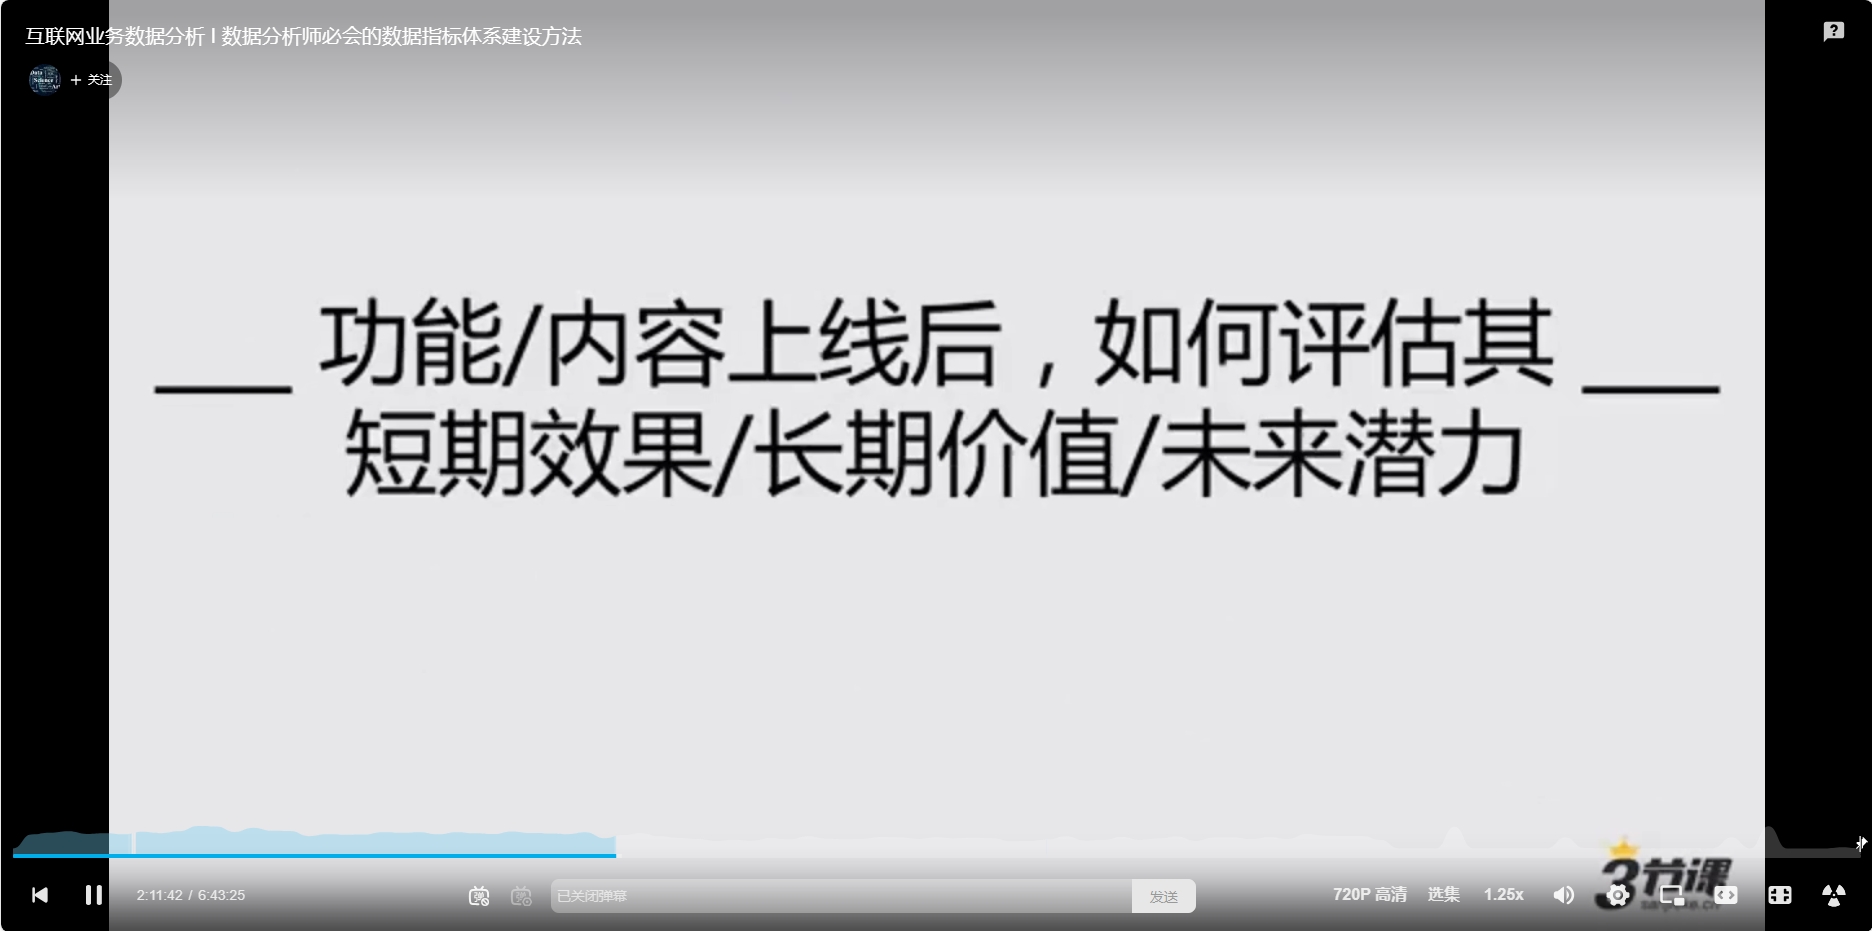 互联网业务数据分析 l 数据分析师必会的数据指标体系建设方法
+ 关注
功能/内容上线后，如何评估其
短期效果/长期价值/未来潜力
2:11:42 / 6:43:25
已关闭弹幕
发送
720P 高清
选集
1.25x
3节课